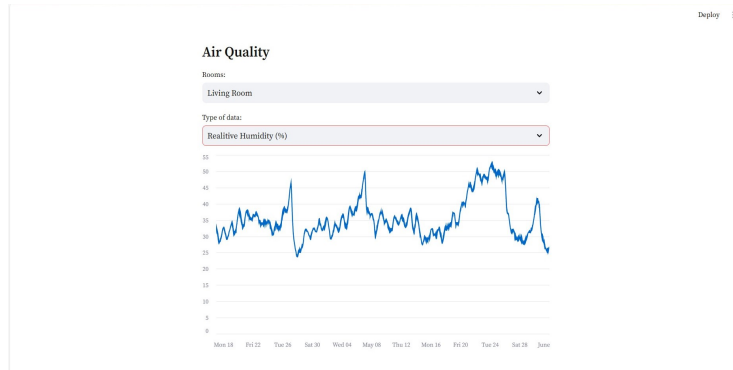 Deploy
Air Quality
Rooms:
Living Room
Type of data:
Realitive Humidity (%)
55
50
45
40
35
30
25
20
15
10
5
0
Mon 18 Fri 22 Tue 26 Sat 30 Wed 04 May 08 Thu 12 Mon 16 Fri 20 Tue 24 Sat 28 June